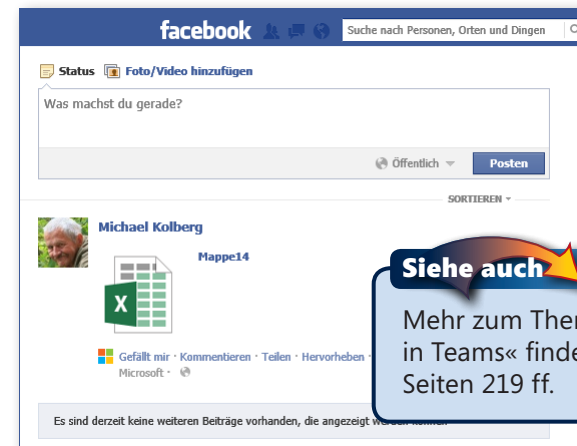 facebook
Suche nach Personen, Orten und Dingen
Status Foto/Video hinzufügen
Was machst du gerade?
Öffentlich
Posten
SORTIEREN
Michael Kolberg
Mappe14
X
Siehe auch
Mehr zum Ther
in Teams« finde
Seiten 219 ff.
Gefällt mir · Kommentieren · Teilen · Hervorheben ·
Microsoft ·
Es sind derzeit keine weiteren Beiträge vorhanden, die angezeigt werden können